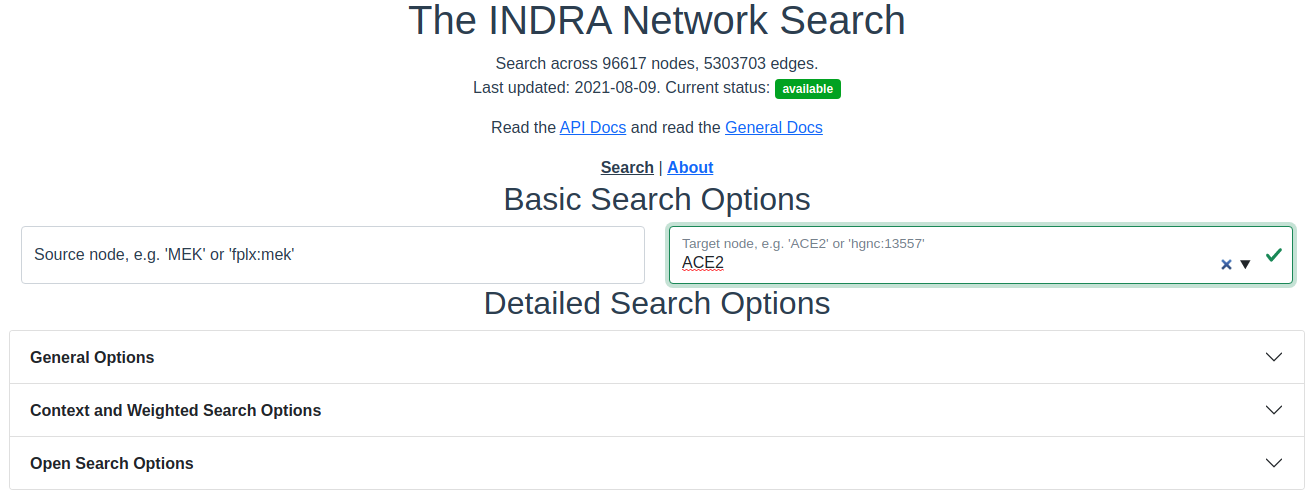 The INDRA Network Search
Search across 96617 nodes, 5303703 edges.
Last updated: 2021-08-09. Current status: available
Read the API Docs and read the General Docs
Search | About
Basic Search Options
Source node, e.g. 'MEK' or 'fplx:mek'
Target node, e.g. 'ACE2' or 'hgnc:13557'
ACE2
Detailed Search Options
General Options
Context and Weighted Search Options
Open Search Options